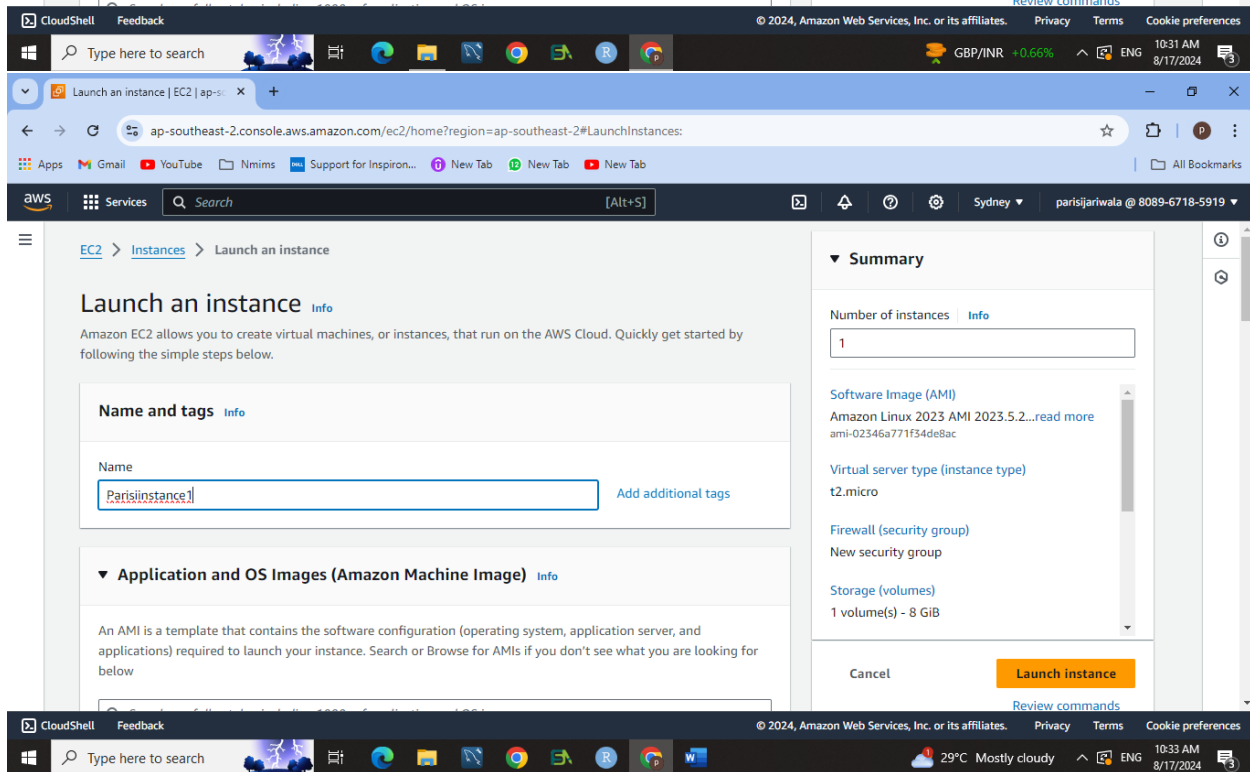 Review commands
CloudShell Feedback © 2024, Amazon Web Services, Inc. or its affiliates. Privacy Terms Cookie preferences
Type here to search GBP/INR +0.66% ENG 10:31 AM
8/17/2024 3
Launch an instance | EC2 | ap-so
ap-southeast-2.console.aws.amazon.com/ec2/home?region=ap-southeast-2#LaunchInstances: P
Apps Gmail YouTube Nmims Support for Inspiron... New Tab New Tab New Tab All Bookmarks
aws Services Search [Alt+S] Sydney parisijariwala @ 8089-6718-5919
EC2 > Instances > Launch an instance
Launch an instance Info
Amazon EC2 allows you to create virtual machines, or instances, that run on the AWS Cloud. Quickly get started by
following the simple steps below.
Name and tags Info
Name
Parisiinstance1 Add additional tags
Application and OS Images (Amazon Machine Image) Info
An AMI is a template that contains the software configuration (operating system, application server, and
applications) required to launch your instance. Search or Browse for AMIs if you don't see what you are looking for
below
Summary
Number of instances Info
1
Software Image (AMI)
Amazon Linux 2023 AMI 2023.5.2...read more
ami-02346a771f34de8ac
Virtual server type (instance type)
t2.micro
Firewall (security group)
New security group
Storage (volumes)
1 volume(s) - 8 GiB
Cancel Launch instance
Review commands
CloudShell Feedback © 2024, Amazon Web Services, Inc. or its affiliates. Privacy Terms Cookie preferences
Type here to search 29°C Mostly cloudy ENG 10:33 AM
8/17/2024 3